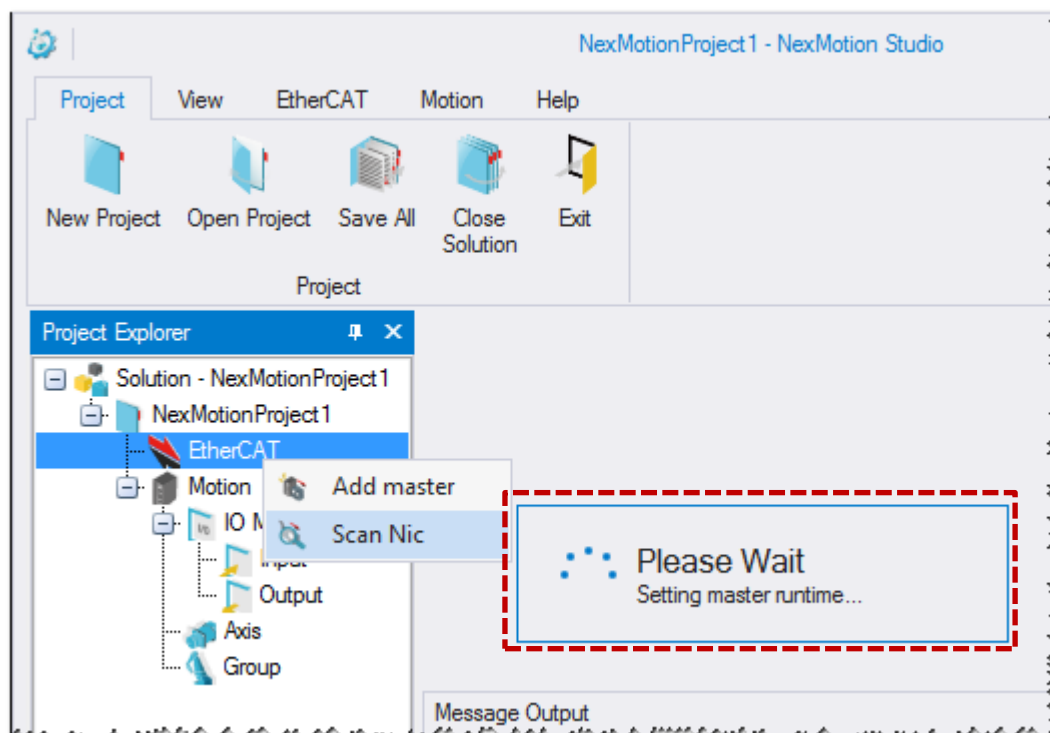 NexMotionProject1 - NexMotion Studio
Project View EtherCAT Motion Help
New Project Open Project Save All Close Solution Exit
Project
Project Explorer
Solution - NexMotionProject1
NexMotionProject1
EtherCAT
Motion
Add master
IO
Scan Nic
Input
Output
Axis
Group
Please Wait
Setting master runtime...
Message Output